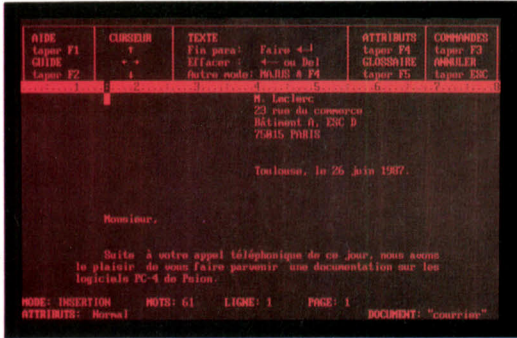 AIDE CURSEUR TEXTE ATTRIBUTS COMMANDES
taper F1 ↑ Fin para: Faire ↵ taper F4 taper F3
GUIDE ← → Effacer : ← ou Del GLOSSAIRE ANNULER
taper F2 ↓ Autre mode: MAJUS & F4 taper F5 taper ESC
M. Leclerc
23 rue du commerce
Bâtiment A, ESC D
75015 PARIS
Toulouse, le 26 juin 1987.
Monsieur,
Suite à votre appel téléphonique de ce jour, nous avons
le plaisir de vous faire parvenir une documentation sur les
logiciels PC-4 de Psion.
MODE: INSERTION MOTS: 61 LIGNE: 1 PAGE: 1
ATTRIBUTS: Normal DOCUMENT: "courrier"